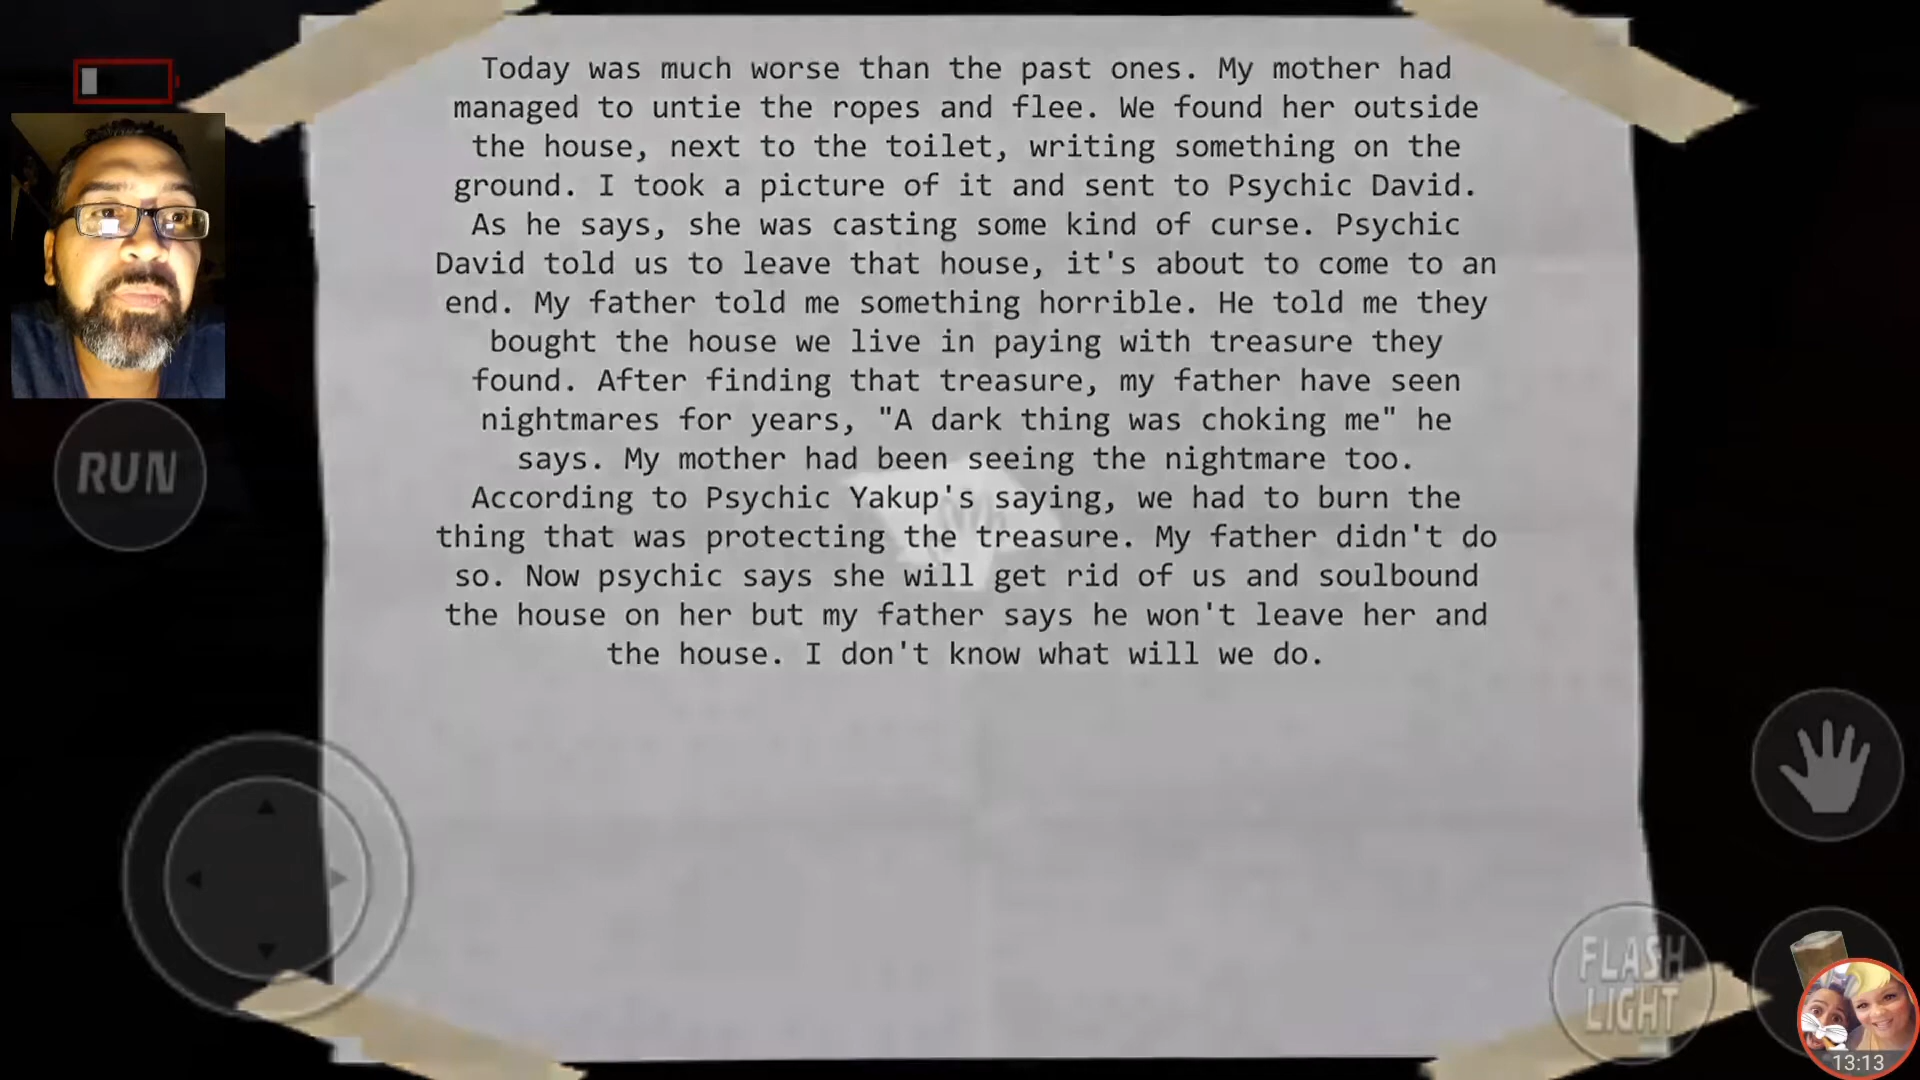 Today was much worse than the past ones. My mother had
managed to untie the ropes and flee. We found her outside
the house, next to the toilet, writing something on the
ground. I took a picture of it and sent to Psychic David.
As he says, she was casting some kind of curse. Psychic
David told us to leave that house, it's about to come to an
end. My father told me something horrible. He told me they
bought the house we live in paying with treasure they
found. After finding that treasure, my father have seen
nightmares for years, "A dark thing was choking me" he
says. My mother had been seeing the nightmare too.
According to Psychic Yakup's saying, we had to burn the
thing that was protecting the treasure. My father didn't do
so. Now psychic says she will get rid of us and soulbound
the house on her but my father says he won't leave her and
the house. I don't know what will we do.
RUN
FLASH
LIGHT
13:13